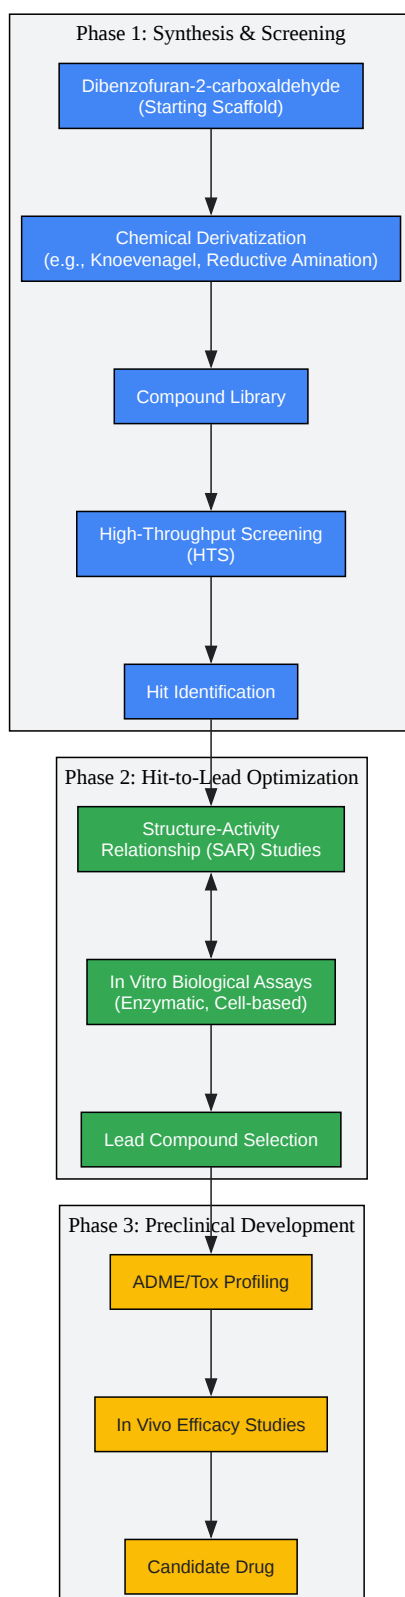 Phase 1: Synthesis & Screening
Dibenzofuran-2-carboxaldehyde
(Starting Scaffold)
Chemical Derivatization
(e.g., Knoevenagel, Reductive Amination)
Compound Library
High-Throughput Screening
(HTS)
Hit Identification
Phase 2: Hit-to-Lead Optimization
Structure-Activity
Relationship (SAR) Studies
In Vitro Biological Assays
(Enzymatic, Cell-based)
Lead Compound Selection
Phase 3: Preclinical Development
ADME/Tox Profiling
In Vivo Efficacy Studies
Candidate Drug